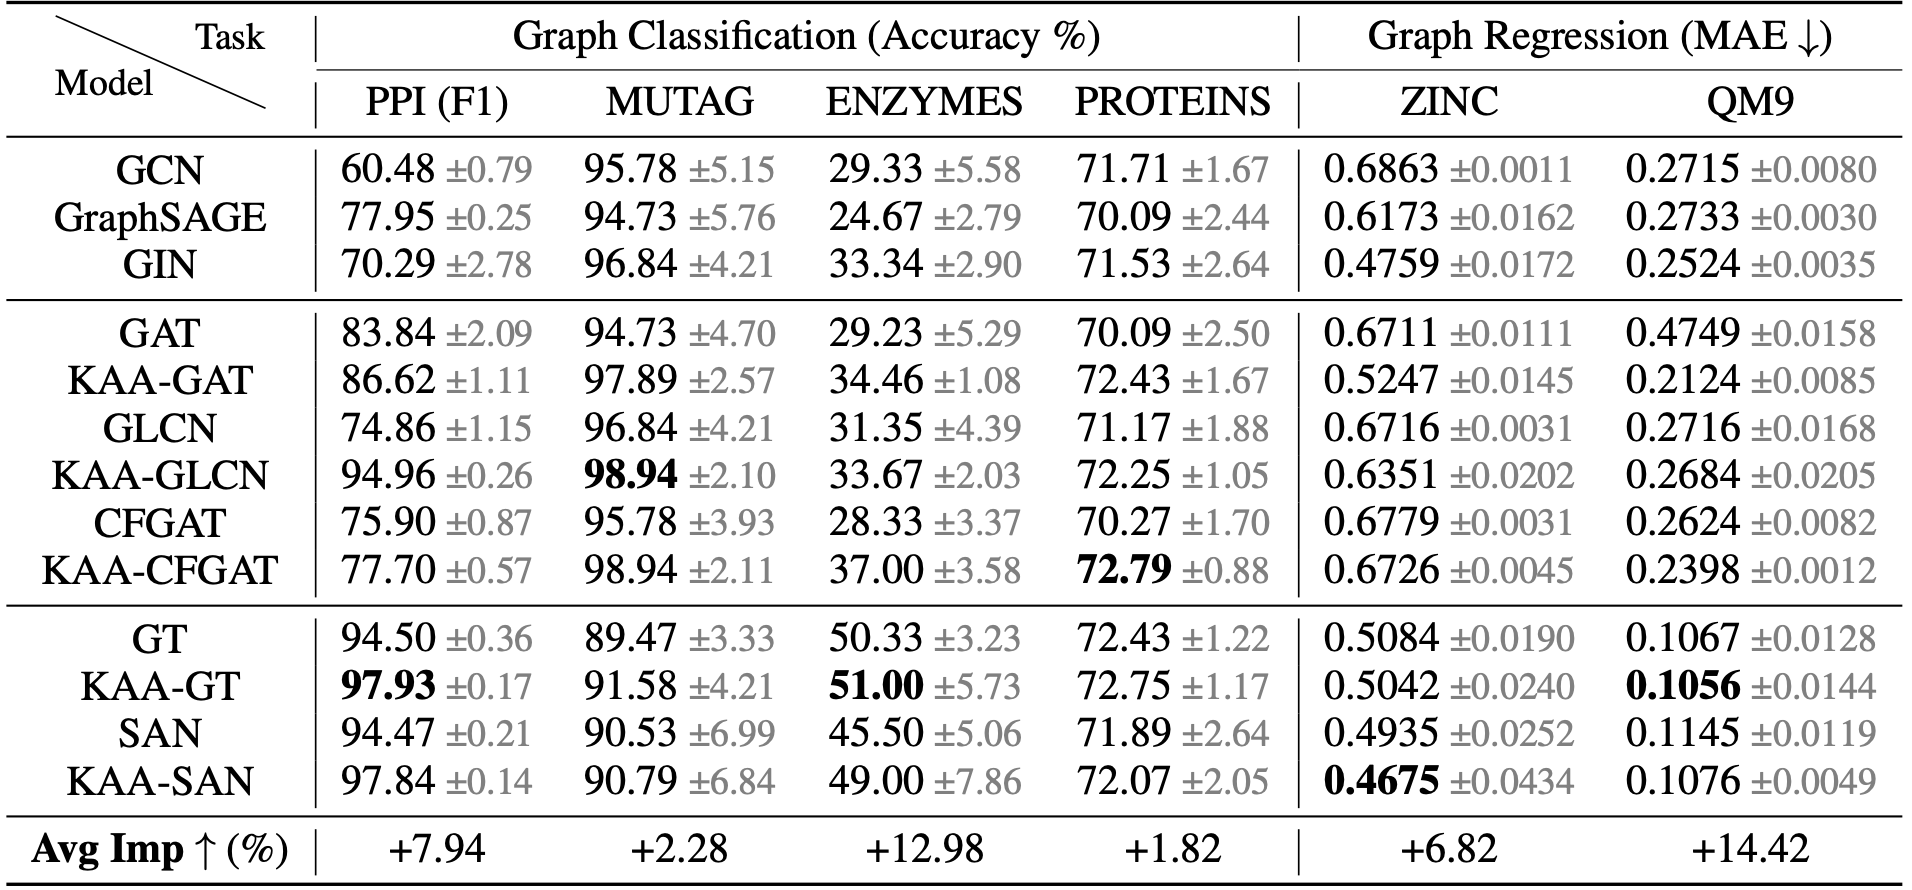 Task Graph Classification (Accuracy %) Graph Regression (MAE ↓)
Model PPI (F1) MUTAG ENZYMES PROTEINS ZINC QM9
GCN 60.48 ±0.79 95.78 ±5.15 29.33 ±5.58 71.71 ±1.67 0.6863 ±0.0011 0.2715 ±0.0080
GraphSAGE 77.95 ±0.25 94.73 ±5.76 24.67 ±2.79 70.09 ±2.44 0.6173 ±0.0162 0.2733 ±0.0030
GIN 70.29 ±2.78 96.84 ±4.21 33.34 ±2.90 71.53 ±2.64 0.4759 ±0.0172 0.2524 ±0.0035
GAT 83.84 ±2.09 94.73 ±4.70 29.23 ±5.29 70.09 ±2.50 0.6711 ±0.0111 0.4749 ±0.0158
KAA-GAT 86.62 ±1.11 97.89 ±2.57 34.46 ±1.08 72.43 ±1.67 0.5247 ±0.0145 0.2124 ±0.0085
GLCN 74.86 ±1.15 96.84 ±4.21 31.35 ±4.39 71.17 ±1.88 0.6716 ±0.0031 0.2716 ±0.0168
KAA-GLCN 94.96 ±0.26 98.94 ±2.10 33.67 ±2.03 72.25 ±1.05 0.6351 ±0.0202 0.2684 ±0.0205
CFGAT 75.90 ±0.87 95.78 ±3.93 28.33 ±3.37 70.27 ±1.70 0.6779 ±0.0031 0.2624 ±0.0082
KAA-CFGAT 77.70 ±0.57 98.94 ±2.11 37.00 ±3.58 72.79 ±0.88 0.6726 ±0.0045 0.2398 ±0.0012
GT 94.50 ±0.36 89.47 ±3.33 50.33 ±3.23 72.43 ±1.22 0.5084 ±0.0190 0.1067 ±0.0128
KAA-GT 97.93 ±0.17 91.58 ±4.21 51.00 ±5.73 72.75 ±1.17 0.5042 ±0.0240 0.1056 ±0.0144
SAN 94.47 ±0.21 90.53 ±6.99 45.50 ±5.06 71.89 ±2.64 0.4935 ±0.0252 0.1145 ±0.0119
KAA-SAN 97.84 ±0.14 90.79 ±6.84 49.00 ±7.86 72.07 ±2.05 0.4675 ±0.0434 0.1076 ±0.0049
Avg Imp ↑ (%) +7.94 +2.28 +12.98 +1.82 +6.82 +14.42